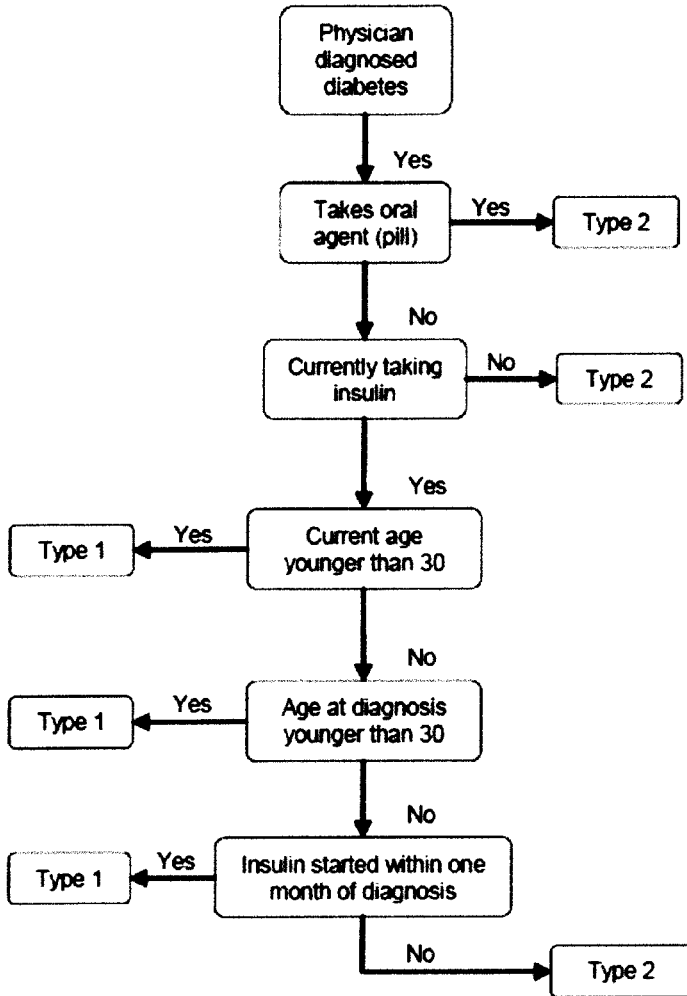 Physician
diagnosed
diabetes
Yes
Takes oral
agent (pill)
Yes
Type 2
No
Currently taking
insulin
No
Type 2
Yes
Type 1
Yes
Current age
younger than 30
No
Type 1
Yes
Age at diagnosis
younger than 30
No
Type 1
Yes
Insulin started within one
month of diagnosis
No
Type 2